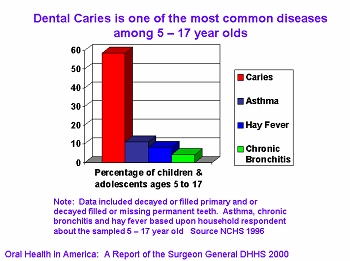 Dental Caries is one of the most common diseases
among 5 – 17 year olds
60
50
40
30
20
10
0
Caries
Asthma
Hay Fever
Chronic
Bronchitis
Percentage of children &
adolescents ages 5 to 17
Note: Data included decayed or filled primary and or
decayed filled or missing permanent teeth. Asthma, chronic
bronchitis and hay fever based upon household respondent
about the sampled 5 – 17 year old Source NCHS 1996
Oral Health In America: A Report of the Surgeon General DHHS 2000